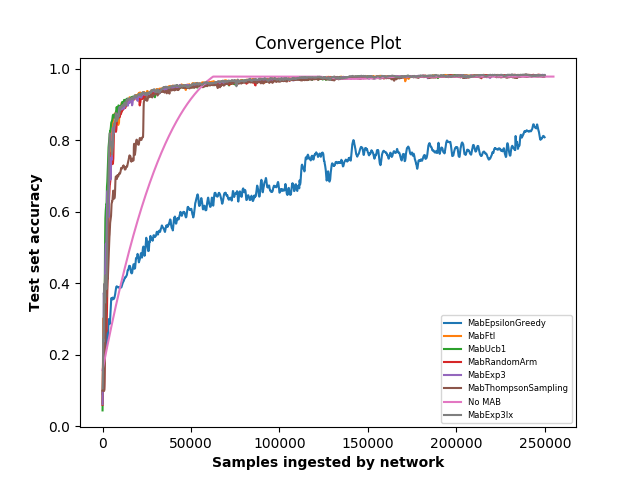 Convergence Plot
Test set accuracy
1.0
0.8
0.6
0.4
0.2
0.0
0
50000
100000
150000
200000
250000
Samples ingested by network
MabEpsilonGreedy
MabFtl
MabUcb1
MabRandomArm
MabExp3
MabThompsonSampling
No MAB
MabExp3Ix